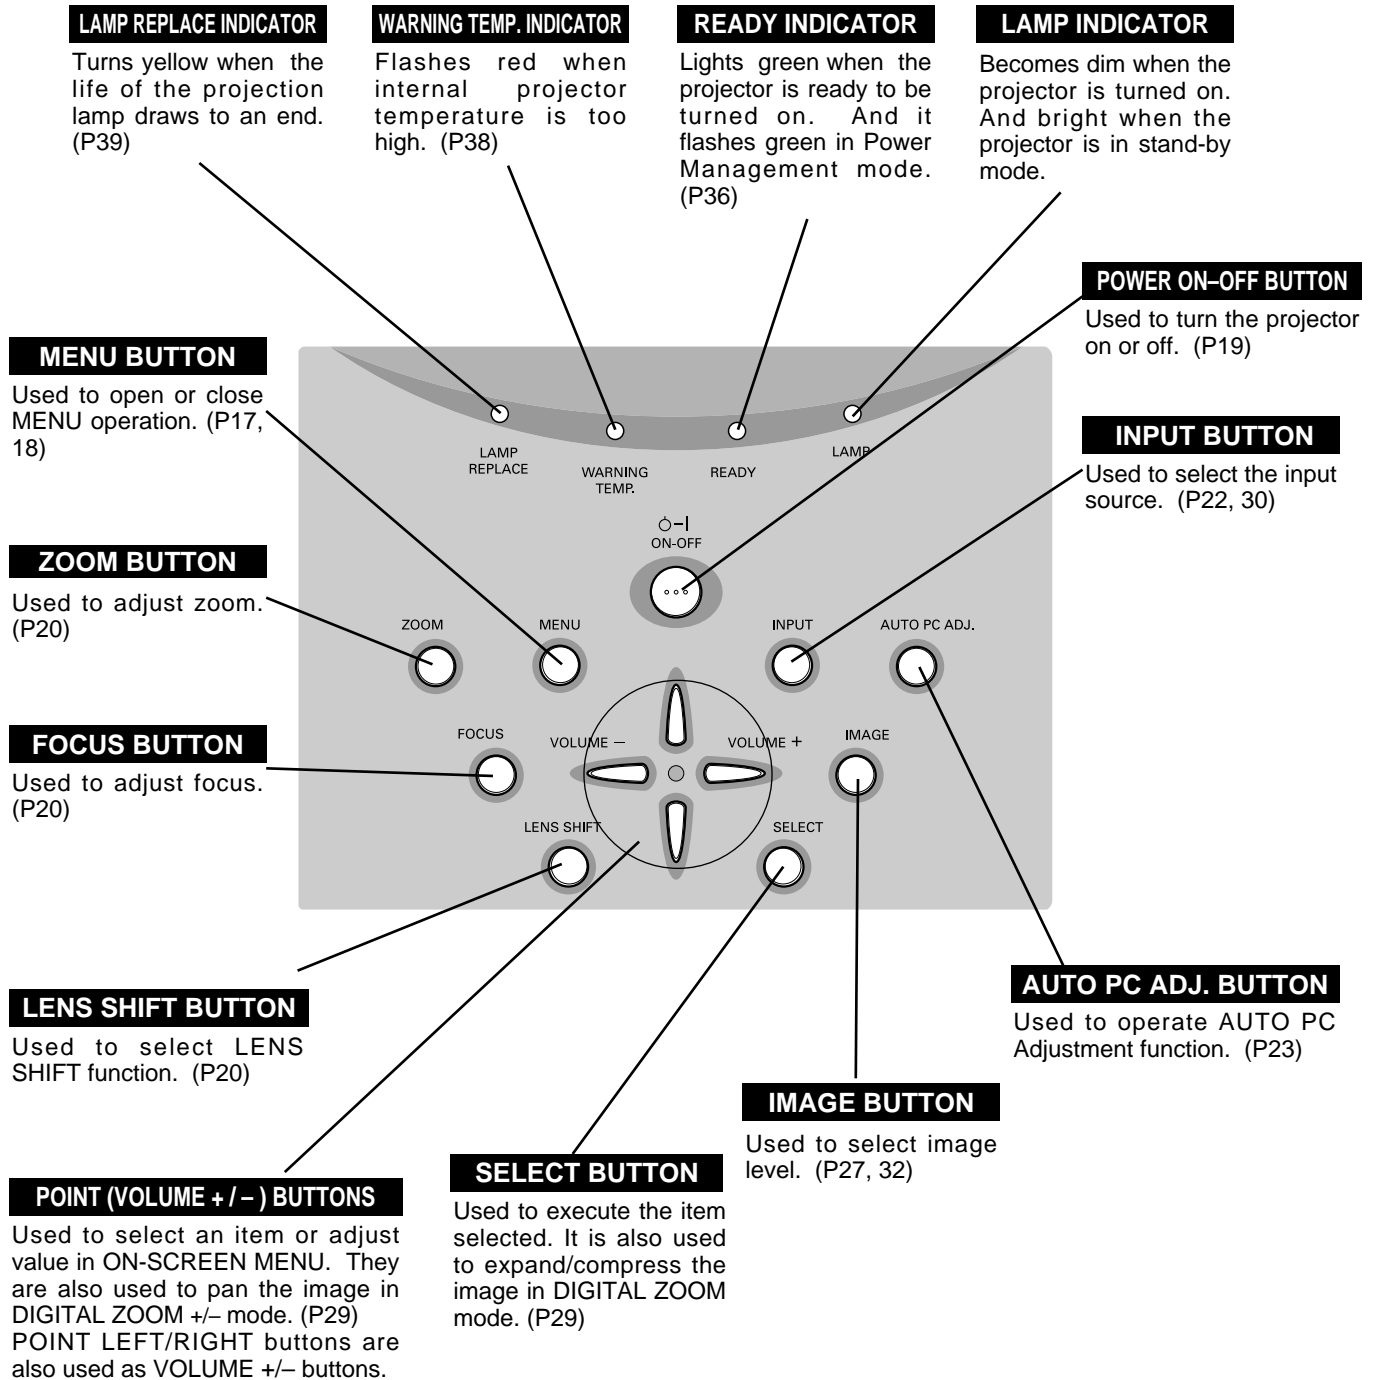 LAMP REPLACE INDICATOR
Turns yellow when the
life of the projection
lamp draws to an end.
(P39)
WARNING TEMP. INDICATOR
Flashes red when
internal projector
temperature is too
high. (P38)
READY INDICATOR
Lights green when the
projector is ready to be
turned on. And it
flashes green in Power
Management mode.
(P36)
LAMP INDICATOR
Becomes dim when the
projector is turned on.
And bright when the
projector is in stand-by
mode.
POWER ON–OFF BUTTON
Used to turn the projector
on or off. (P19)
MENU BUTTON
Used to open or close
MENU operation. (P17,
18)
INPUT BUTTON
Used to select the input
source. (P22, 30)
ZOOM BUTTON
Used to adjust zoom.
(P20)
FOCUS BUTTON
Used to adjust focus.
(P20)
LAMP
REPLACE
WARNING
TEMP.
READY
LAMP
ON-OFF
ZOOM
MENU
INPUT
AUTO PC ADJ.
FOCUS
VOLUME –
VOLUME +
IMAGE
LENS SHIFT
SELECT
LENS SHIFT BUTTON
Used to select LENS
SHIFT function. (P20)
AUTO PC ADJ. BUTTON
Used to operate AUTO PC
Adjustment function. (P23)
IMAGE BUTTON
Used to select image
level. (P27, 32)
SELECT BUTTON
Used to execute the item
selected. It is also used
to expand/compress the
image in DIGITAL ZOOM
mode. (P29)
POINT (VOLUME + / – ) BUTTONS
Used to select an item or adjust
value in ON-SCREEN MENU. They
are also used to pan the image in
DIGITAL ZOOM +/– mode. (P29)
POINT LEFT/RIGHT buttons are
also used as VOLUME +/– buttons.